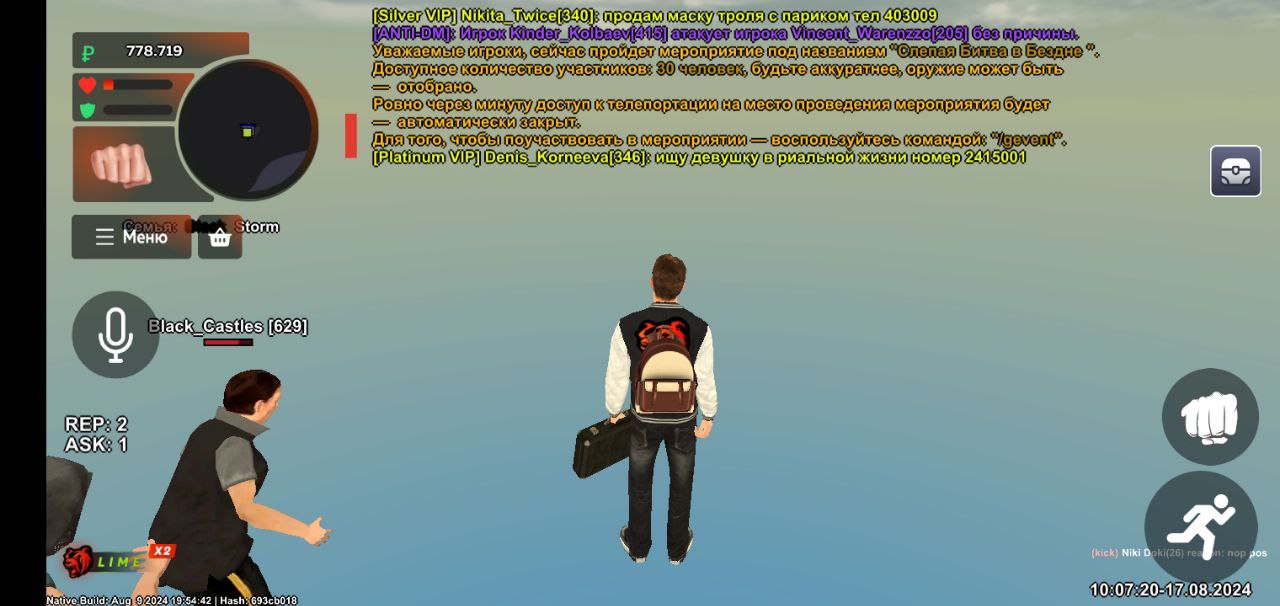 [Silver VIP] Nikita_Twice[340]: продам маску троля с париком тел 403009
[ANTI-DM]: Игрок Kinder_Kolbaev[415] атакует игрока Vincent_Warenzzo[205] без причины.
Уважаемые игроки, сейчас пройдет мероприятие под названием "Слепая Битва в Бездне ".
Доступное количество участников: 30 человек, будьте аккуратнее, оружие может быть
— отобрано.
Ровно через минуту доступ к телепортации на место проведения мероприятия будет
— автоматически закрыт.
Для того, чтобы поучаствовать в мероприятии — воспользуйтесь командой: "/gevent".
[Platinum VIP] Denis_Korneeva[346]: ищу девушку в риальной жизни номер 2415001
778.719
Семья: Black Storm
Меню
Black_Castles [629]
REP: 2
ASK: 1
LIME X2
(kick) Niki Doki(26) reason: nop pos
10:07:20-17.08.2024
Native Build: Aug 9 2024 19:54:42 | Hash: 693cb018